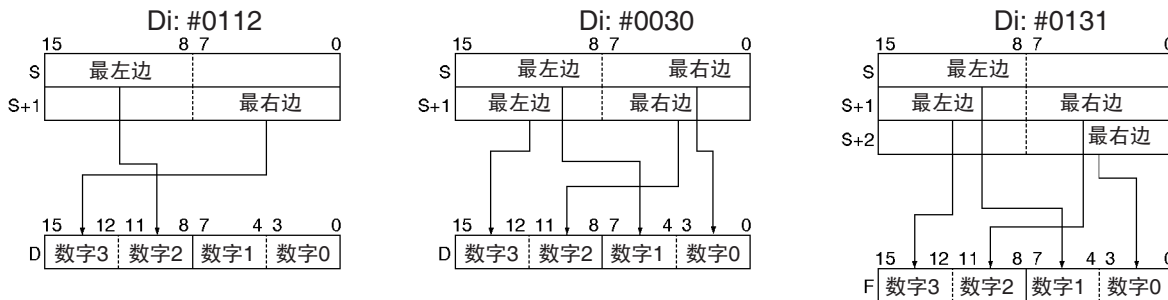 Di: #0112
15 8 7 0
S 最左边
S+1 最右边
15 12 11 8 7 4 3 0
D 数字3 数字2 数字1 数字0
Di: #0030
15 8 7 0
S 最左边 最右边
S+1 最左边 最右边
15 12 11 8 7 4 3 0
D 数字3 数字2 数字1 数字0
Di: #0131
15 8 7 0
S 最左边
S+1 最左边 最右边
S+2 最右边
15 12 11 8 7 4 3 0
F 数字3 数字2 数字1 数字0